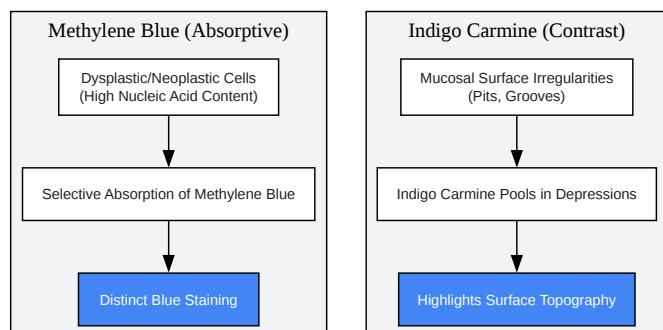 Methylene Blue (Absorptive)
Dysplastic/Neoplastic Cells
(High Nucleic Acid Content)
Selective Absorption of Methylene Blue
Distinct Blue Staining
Indigo Carmine (Contrast)
Mucosal Surface Irregularities
(Pits, Grooves)
Indigo Carmine Pools in Depressions
Highlights Surface Topography